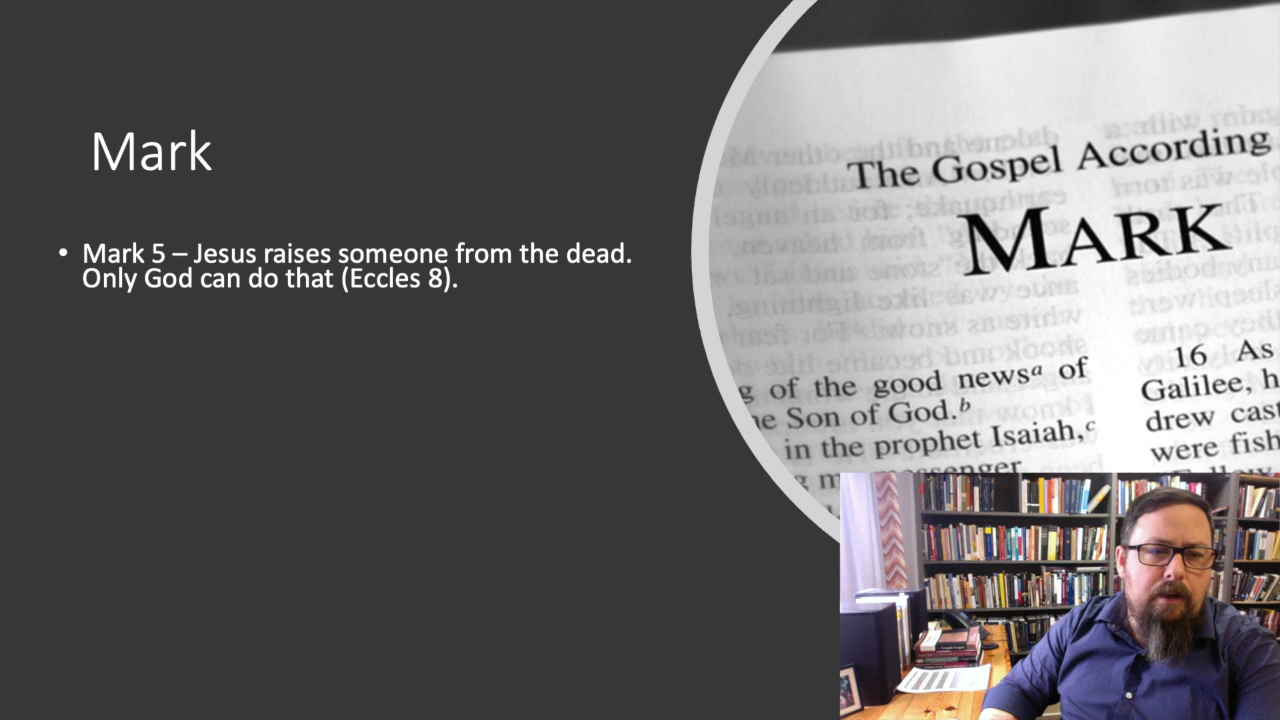 Mark
• Mark 5 – Jesus raises someone from the dead.
Only God can do that (Eccles 8).
The Gospel According
MARK
g of the good newsᵃ of
e Son of God.ᵇ
in the prophet Isaiah,ᶜ
messenger
16 As
Galilee, h
drew cast
were fish